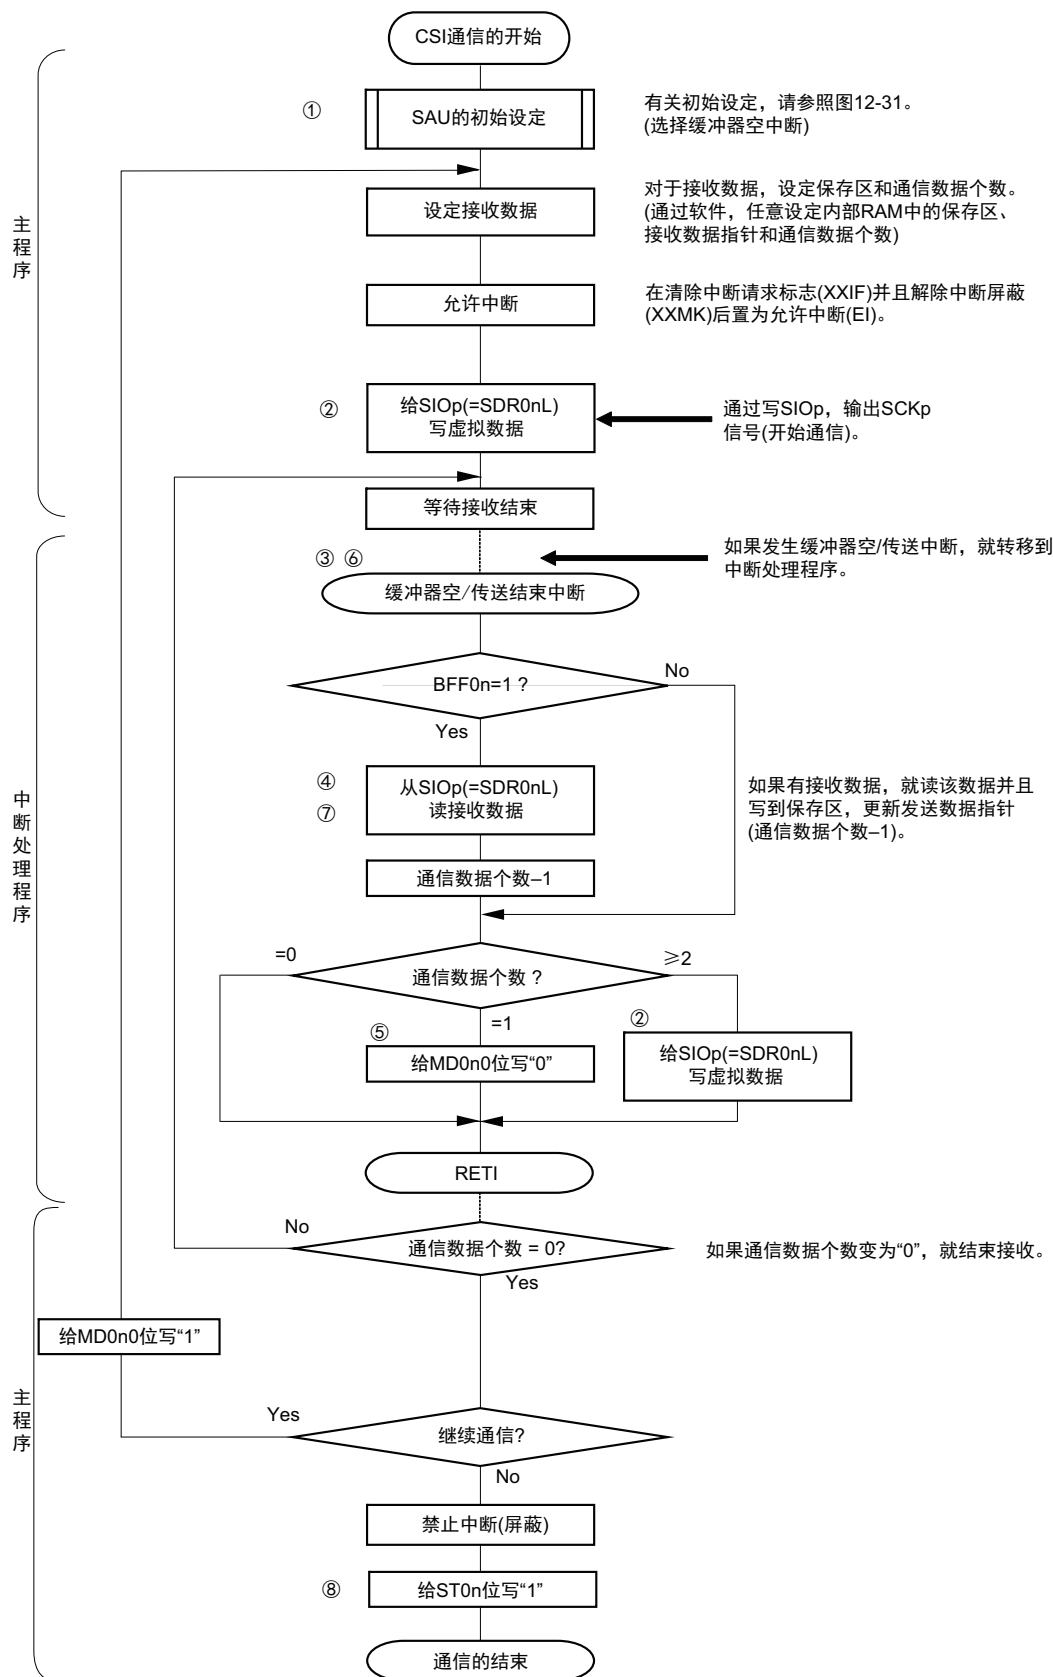 CSI通信的开始
①
SAU的初始设定
有关初始设定，请参照图12-31。
(选择缓冲器空中断)
主程序
设定接收数据
对于接收数据，设定保存区和通信数据个数。
(通过软件，任意设定内部RAM中的保存区、
接收数据指针和通信数据个数)
允许中断
在清除中断请求标志(XXIF)并且解除中断屏蔽
(XXMK)后置为允许中断(EI)。
②
给SIOp(=SDR0nL)
写虚拟数据
通过写SIOp，输出SCKp
信号(开始通信)。
等待接收结束
③ ⑥
如果发生缓冲器空/传送中断，就转移到
中断处理程序。
缓冲器空/传送结束中断
BFF0n=1 ?
No
Yes
中断处理程序
④
⑦
从SIOp(=SDR0nL)
读接收数据
如果有接收数据，就读该数据并且
写到保存区，更新发送数据指针
(通信数据个数–1)。
通信数据个数–1
=0
通信数据个数 ?
≥2
=1
⑤
给MD0n0位写“0”
②
给SIOp(=SDR0nL)
写虚拟数据
RETI
No
通信数据个数 = 0?
如果通信数据个数变为“0”，就结束接收。
Yes
给MD0n0位写“1”
主程序
Yes
继续通信?
No
禁止中断(屏蔽)
⑧
给ST0n位写“1”
通信的结束